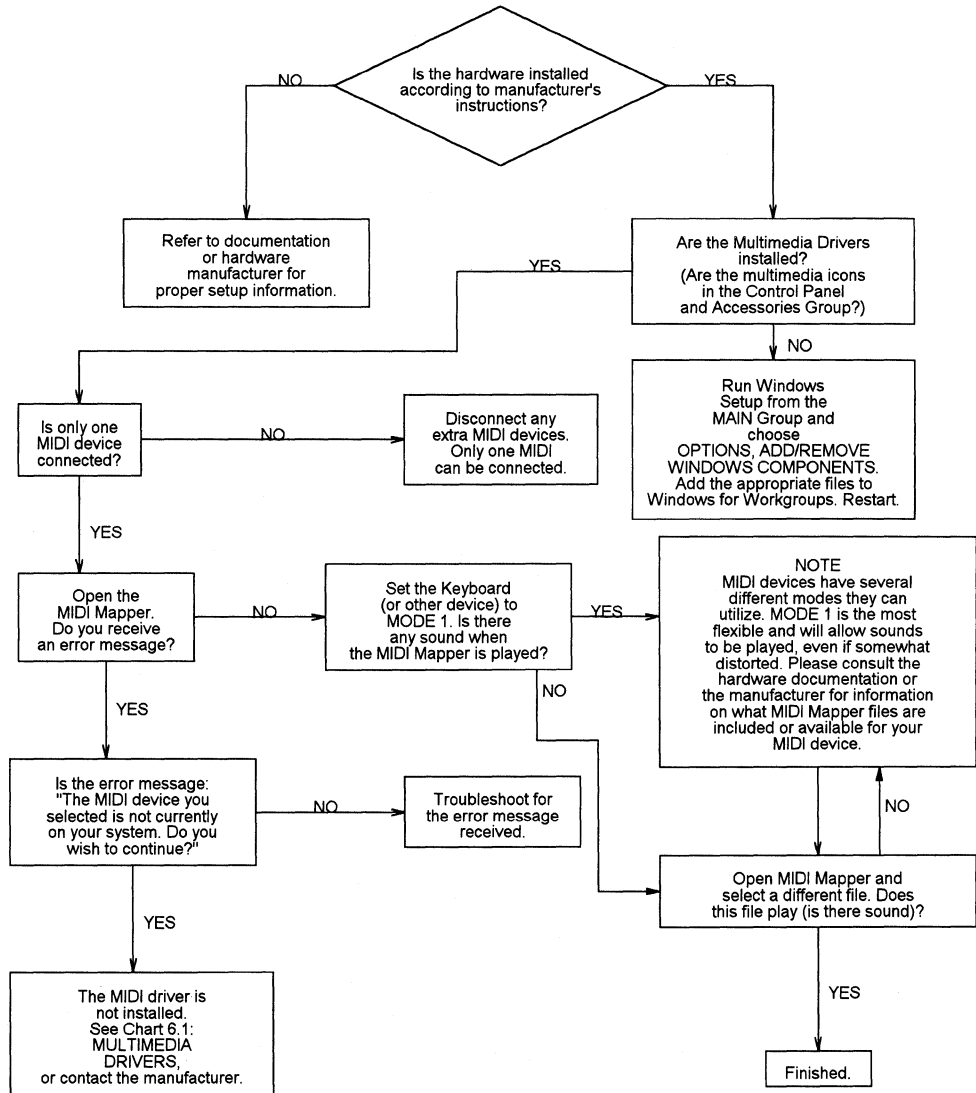 Is the hardware installed
according to manufacturer's
instructions?
NO
YES
Refer to documentation
or hardware
manufacturer for
proper setup information.
Are the Multimedia Drivers
installed?
(Are the multimedia icons
in the Control Panel
and Accessories Group?)
YES
NO
Run Windows
Setup from the
MAIN Group and
choose
OPTIONS, ADD/REMOVE
WINDOWS COMPONENTS.
Add the appropriate files to
Windows for Workgroups. Restart.
Is only one
MIDI device
connected?
NO
Disconnect any
extra MIDI devices.
Only one MIDI
can be connected.
YES
Open the
MIDI Mapper.
Do you receive
an error message?
NO
Set the Keyboard
(or other device) to
MODE 1. Is there
any sound when
the MIDI Mapper is played?
YES
NO
NOTE
MIDI devices have several
different modes they can
utilize. MODE 1 is the most
flexible and will allow sounds
to be played, even if somewhat
distorted. Please consult the
hardware documentation or
the manufacturer for information
on what MIDI Mapper files are
included or available for your
MIDI device.
YES
Is the error message:
"The MIDI device you
selected is not currently
on your system. Do you
wish to continue?"
NO
Troubleshoot for
the error message
received.
NO
Open MIDI Mapper and
select a different file. Does
this file play (is there sound)?
YES
YES
The MIDI driver is
not installed.
See Chart 6.1:
MULTIMEDIA
DRIVERS,
or contact the manufacturer.
Finished.